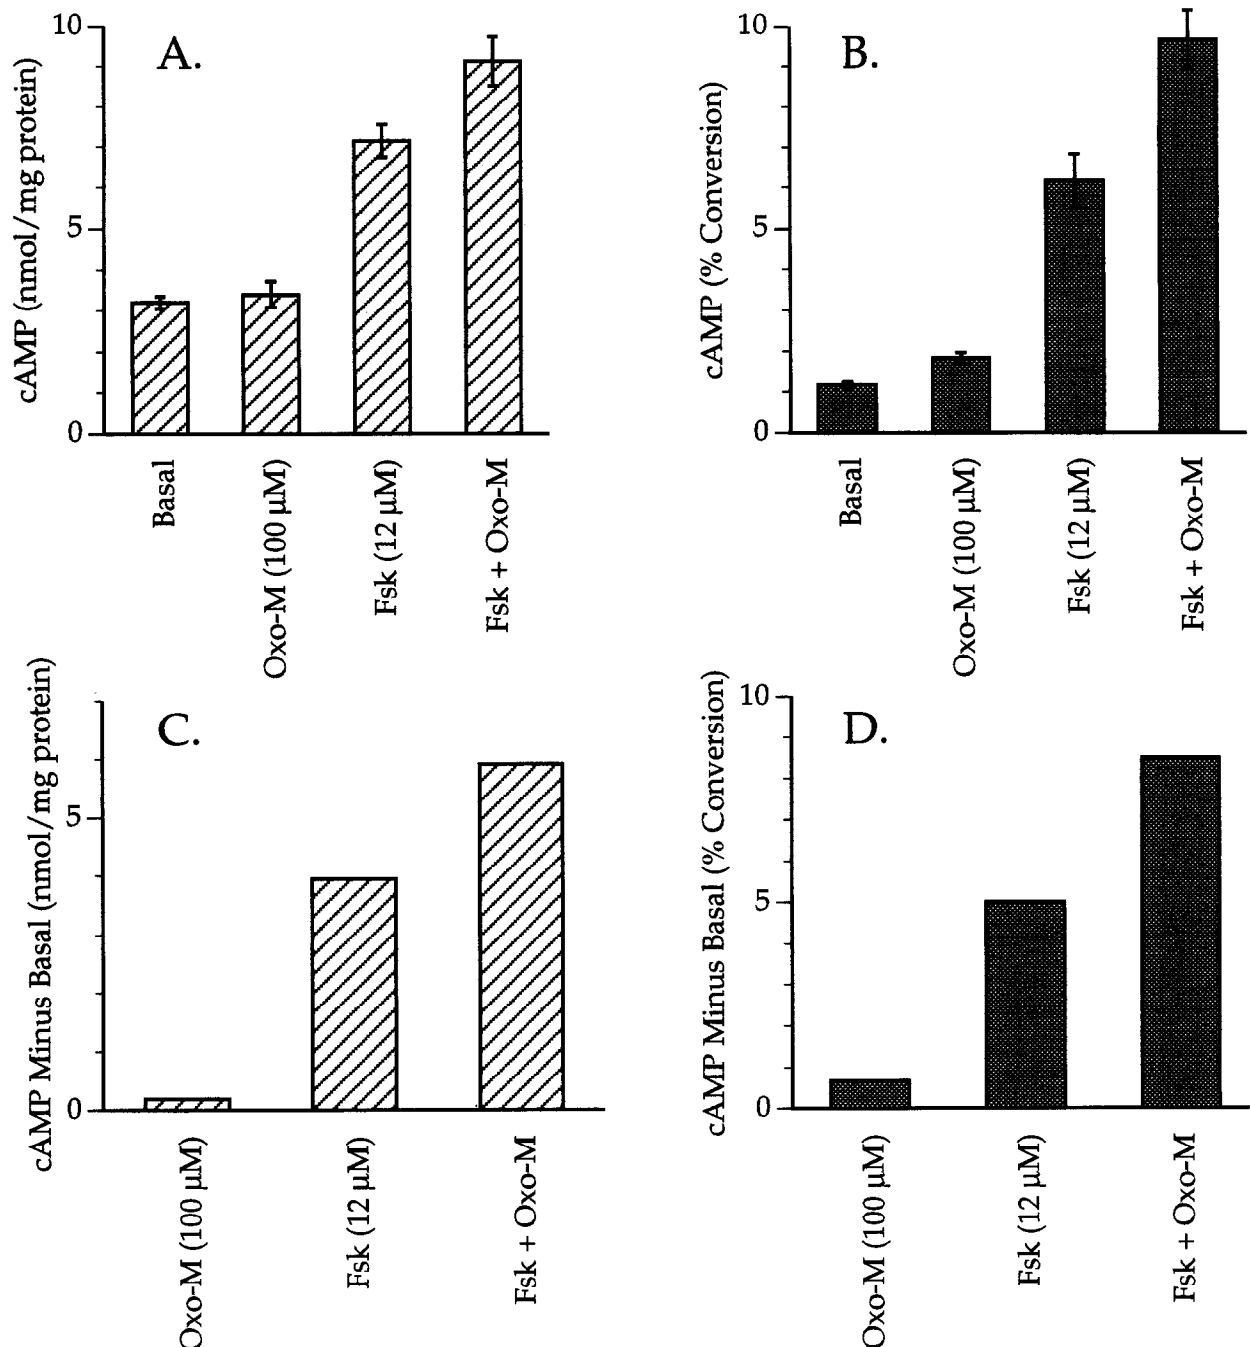 A.
cAMP (nmol/mg protein)
10
5
0
Basal
Oxo-M (100 µM)
Fsk (12 µM)
Fsk + Oxo-M
B.
cAMP (% Conversion)
10
5
0
Basal
Oxo-M (100 µM)
Fsk (12 µM)
Fsk + Oxo-M
C.
cAMP Minus Basal (nmol/mg protein)
5
0
Oxo-M (100 µM)
Fsk (12 µM)
Fsk + Oxo-M
D.
cAMP Minus Basal (% Conversion)
10
5
0
Oxo-M (100 µM)
Fsk (12 µM)
Fsk + Oxo-M